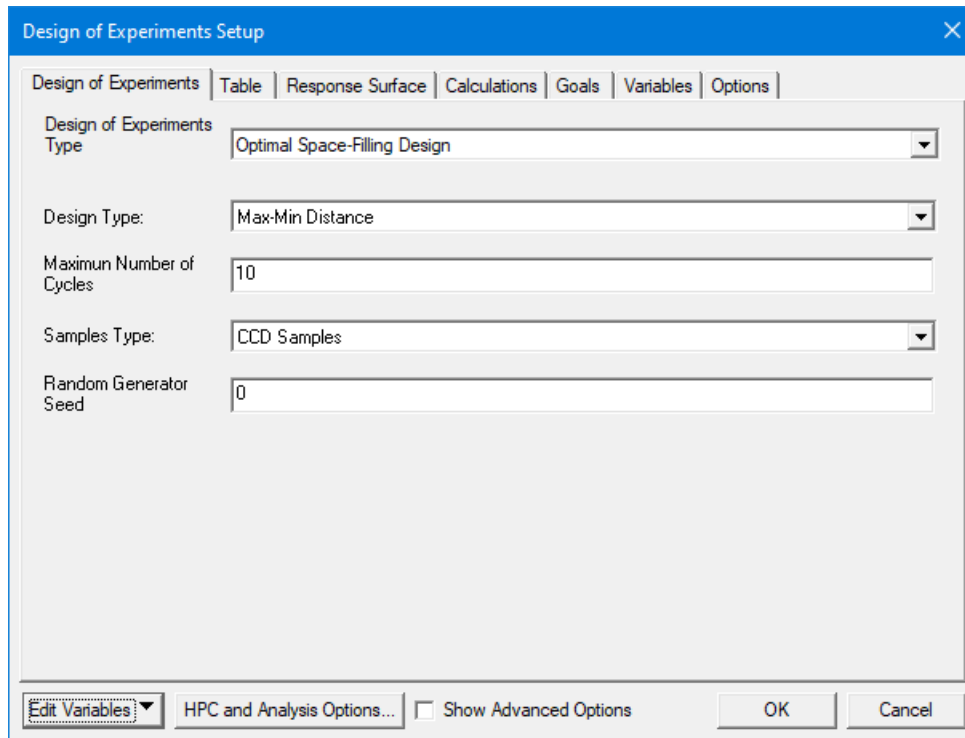 Design of Experiments Setup
Design of Experiments Table Response Surface Calculations Goals Variables Options
Design of Experiments
Type
Optimal Space-Filling Design
Design Type:
Max-Min Distance
Maximun Number of
Cycles
10
Samples Type:
CCD Samples
Random Generator
Seed
0
Edit Variables HPC and Analysis Options... Show Advanced Options OK Cancel